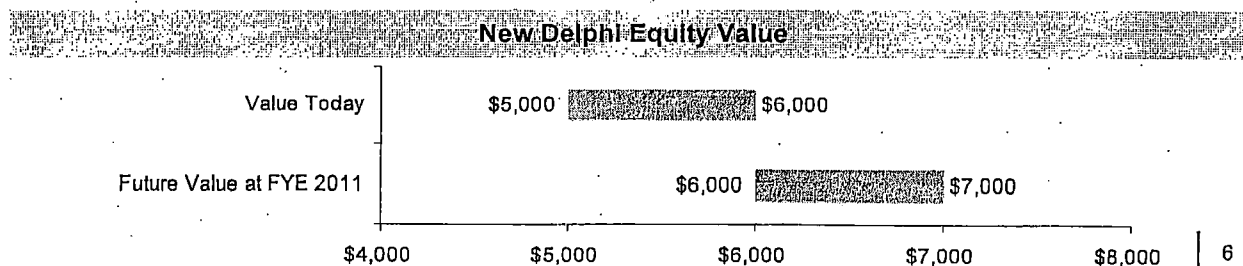 New Delphi Equity Value
Value Today $5,000 $6,000
Future Value at FYE 2011 $6,000 $7,000
$4,000 $5,000 $6,000 $7,000 $8,000
6